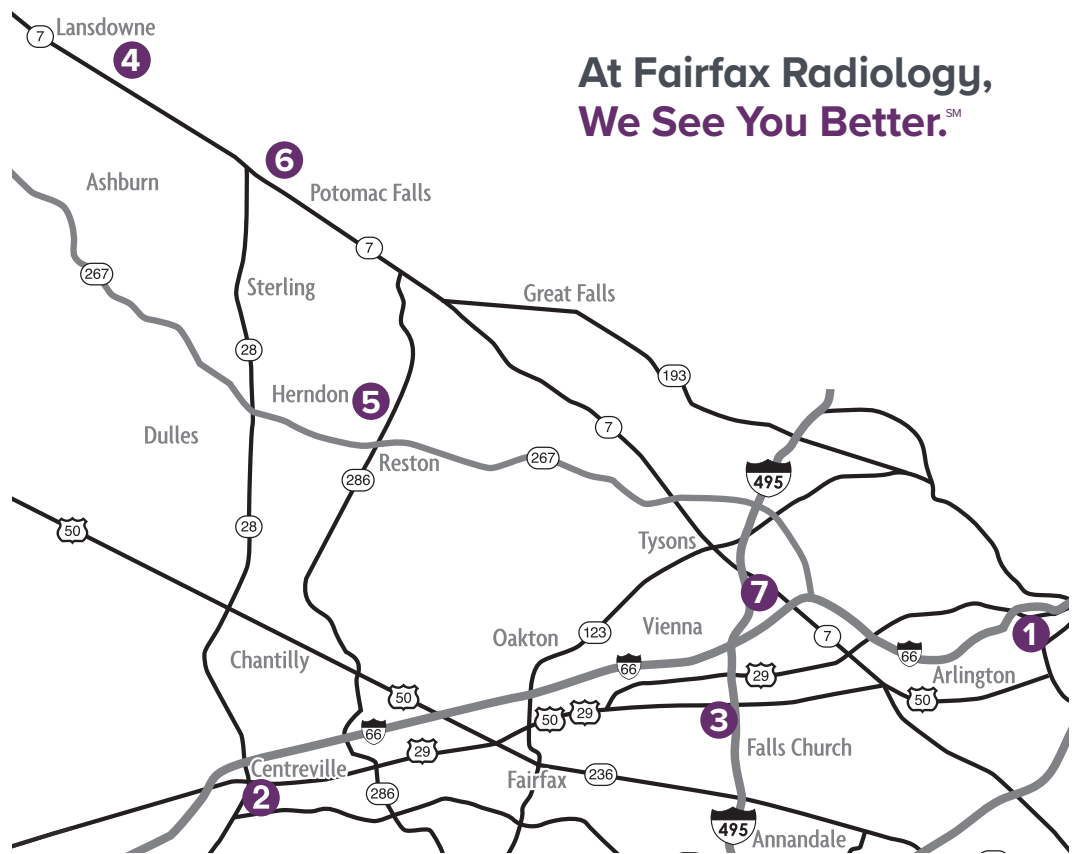 Lansdowne
7
4
At Fairfax Radiology,
We See You Better.℠
6
Ashburn
Potomac Falls
7
267
Sterling
Great Falls
28
193
Herndon
5
7
Dulles
267
Reston
495
286
28
50
Tysons
7
123
Vienna
Oakton
7
1
66
66
Chantilly
29
Arlington
50
50
50
29
3
66
29
Falls Church
Centreville
236
Fairfax
2
286
495
Annandale